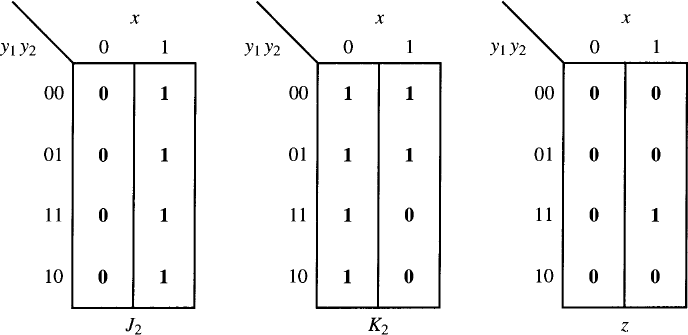 x x x
y₁ y₂ 0 1 y₁ y₂ 0 1 y₁ y₂ 0 1
00 0 1 00 1 1 00 0 0
01 0 1 01 1 1 01 0 0
11 0 1 11 1 0 11 0 1
10 0 1 10 1 0 10 0 0
J₂ K₂ z